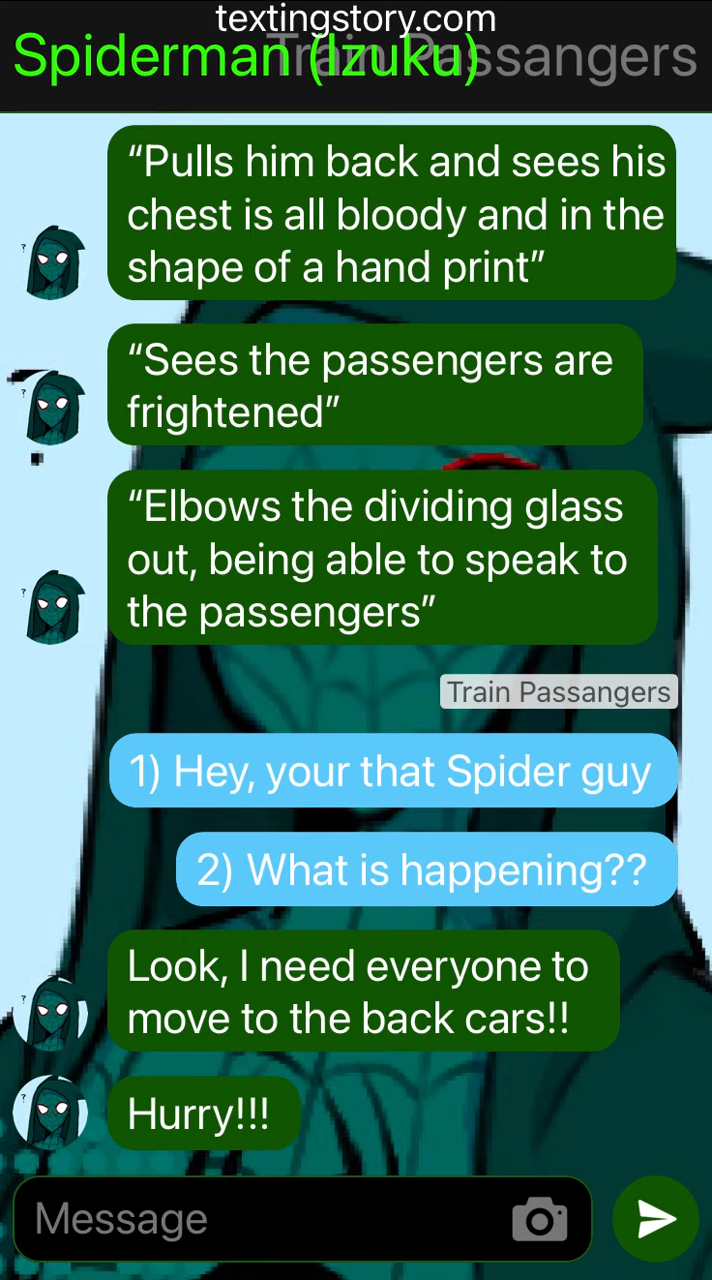 textingstory.com
Spiderman (Izuku)
Train Passangers
“Pulls him back and sees his
chest is all bloody and in the
shape of a hand print”
“Sees the passengers are
frightened”
“Elbows the dividing glass
out, being able to speak to
the passengers”
Train Passangers
1) Hey, your that Spider guy
2) What is happening??
Look, I need everyone to
move to the back cars!!
Hurry!!!
Message